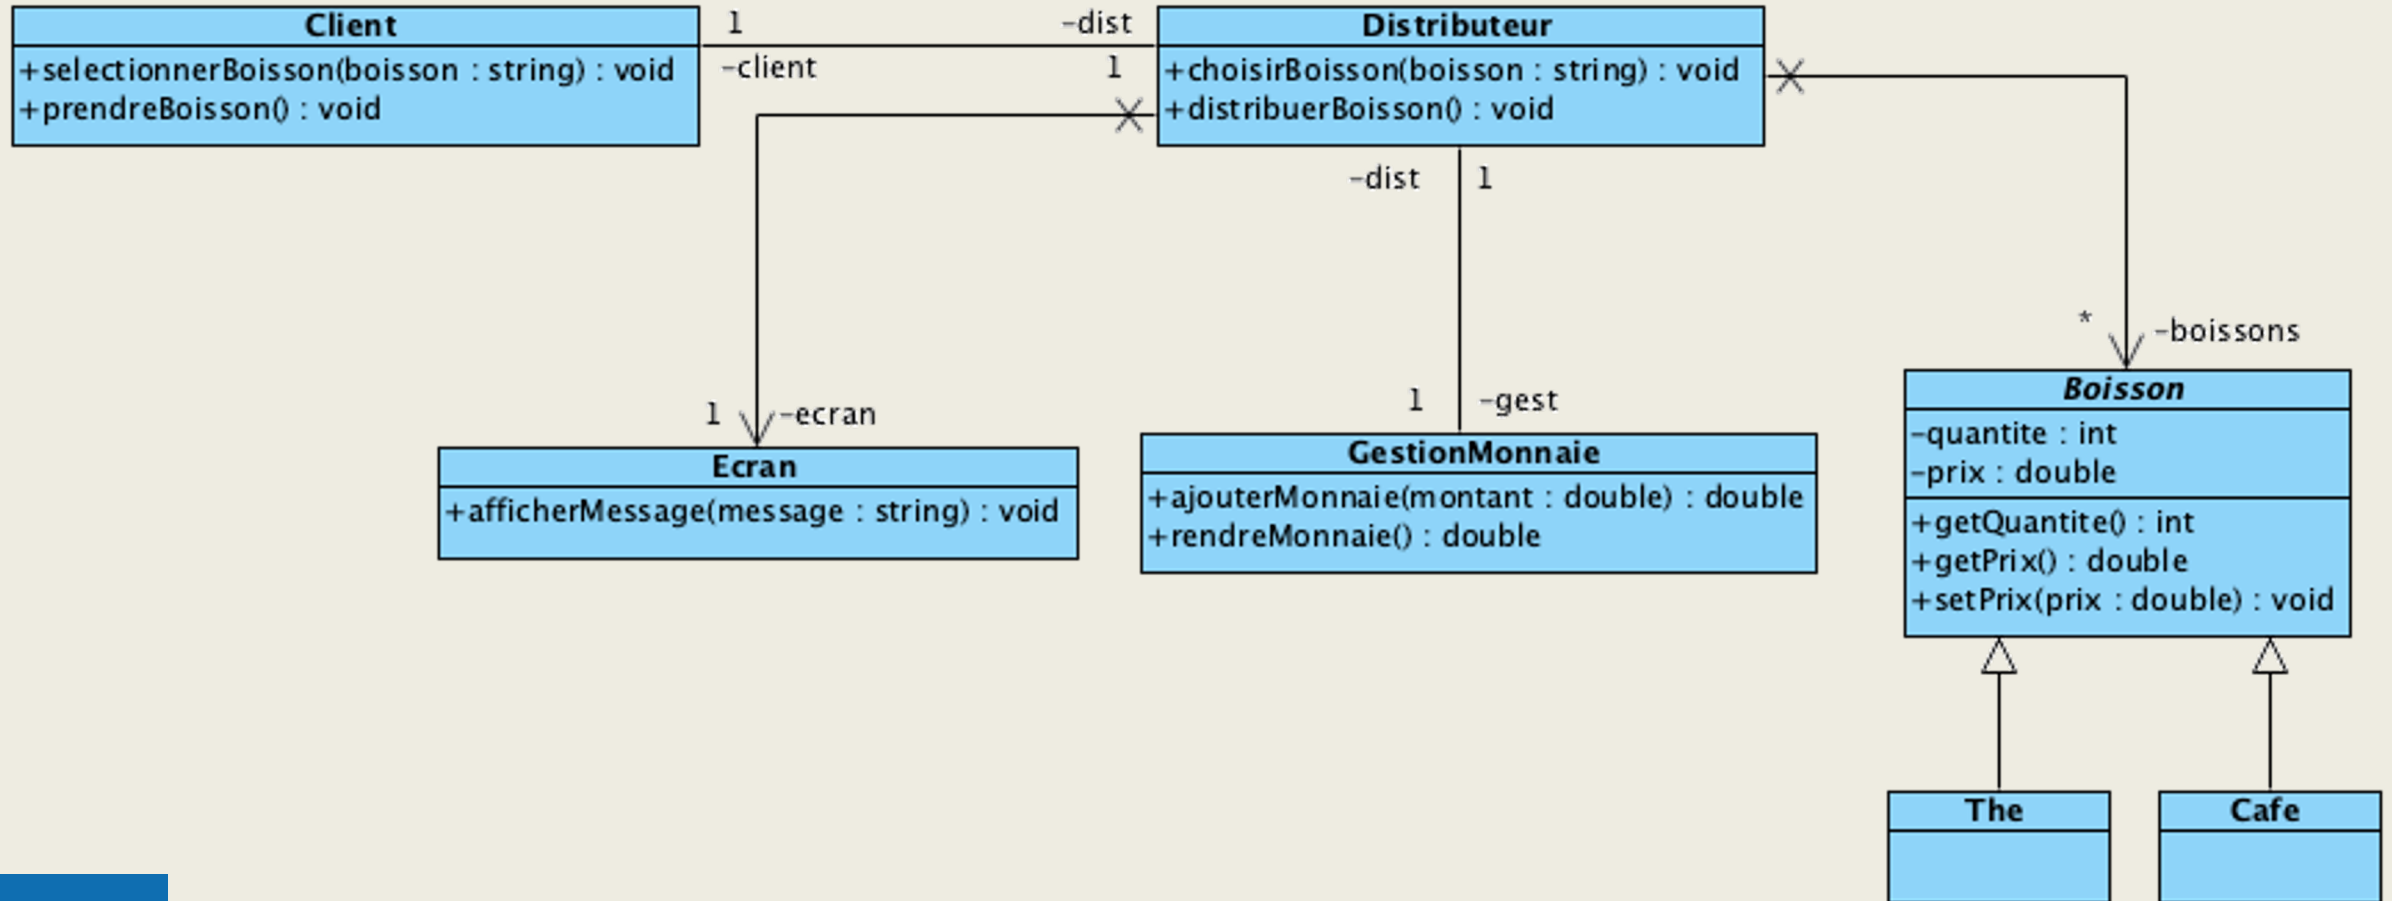 Client
+selectionnerBoisson(boisson : string) : void
+prendreBoisson() : void
1
-dist
-client
1
Distributeur
+choisirBoisson(boisson : string) : void
+distribuerBoisson() : void
-dist
1
1
-ecran
1
-gest
*
-boissons
Ecran
+afficherMessage(message : string) : void
GestionMonnaie
+ajouterMonnaie(montant : double) : double
+rendreMonnaie() : double
Boisson
-quantite : int
-prix : double
+getQuantite() : int
+getPrix() : double
+setPrix(prix : double) : void
The
Cafe